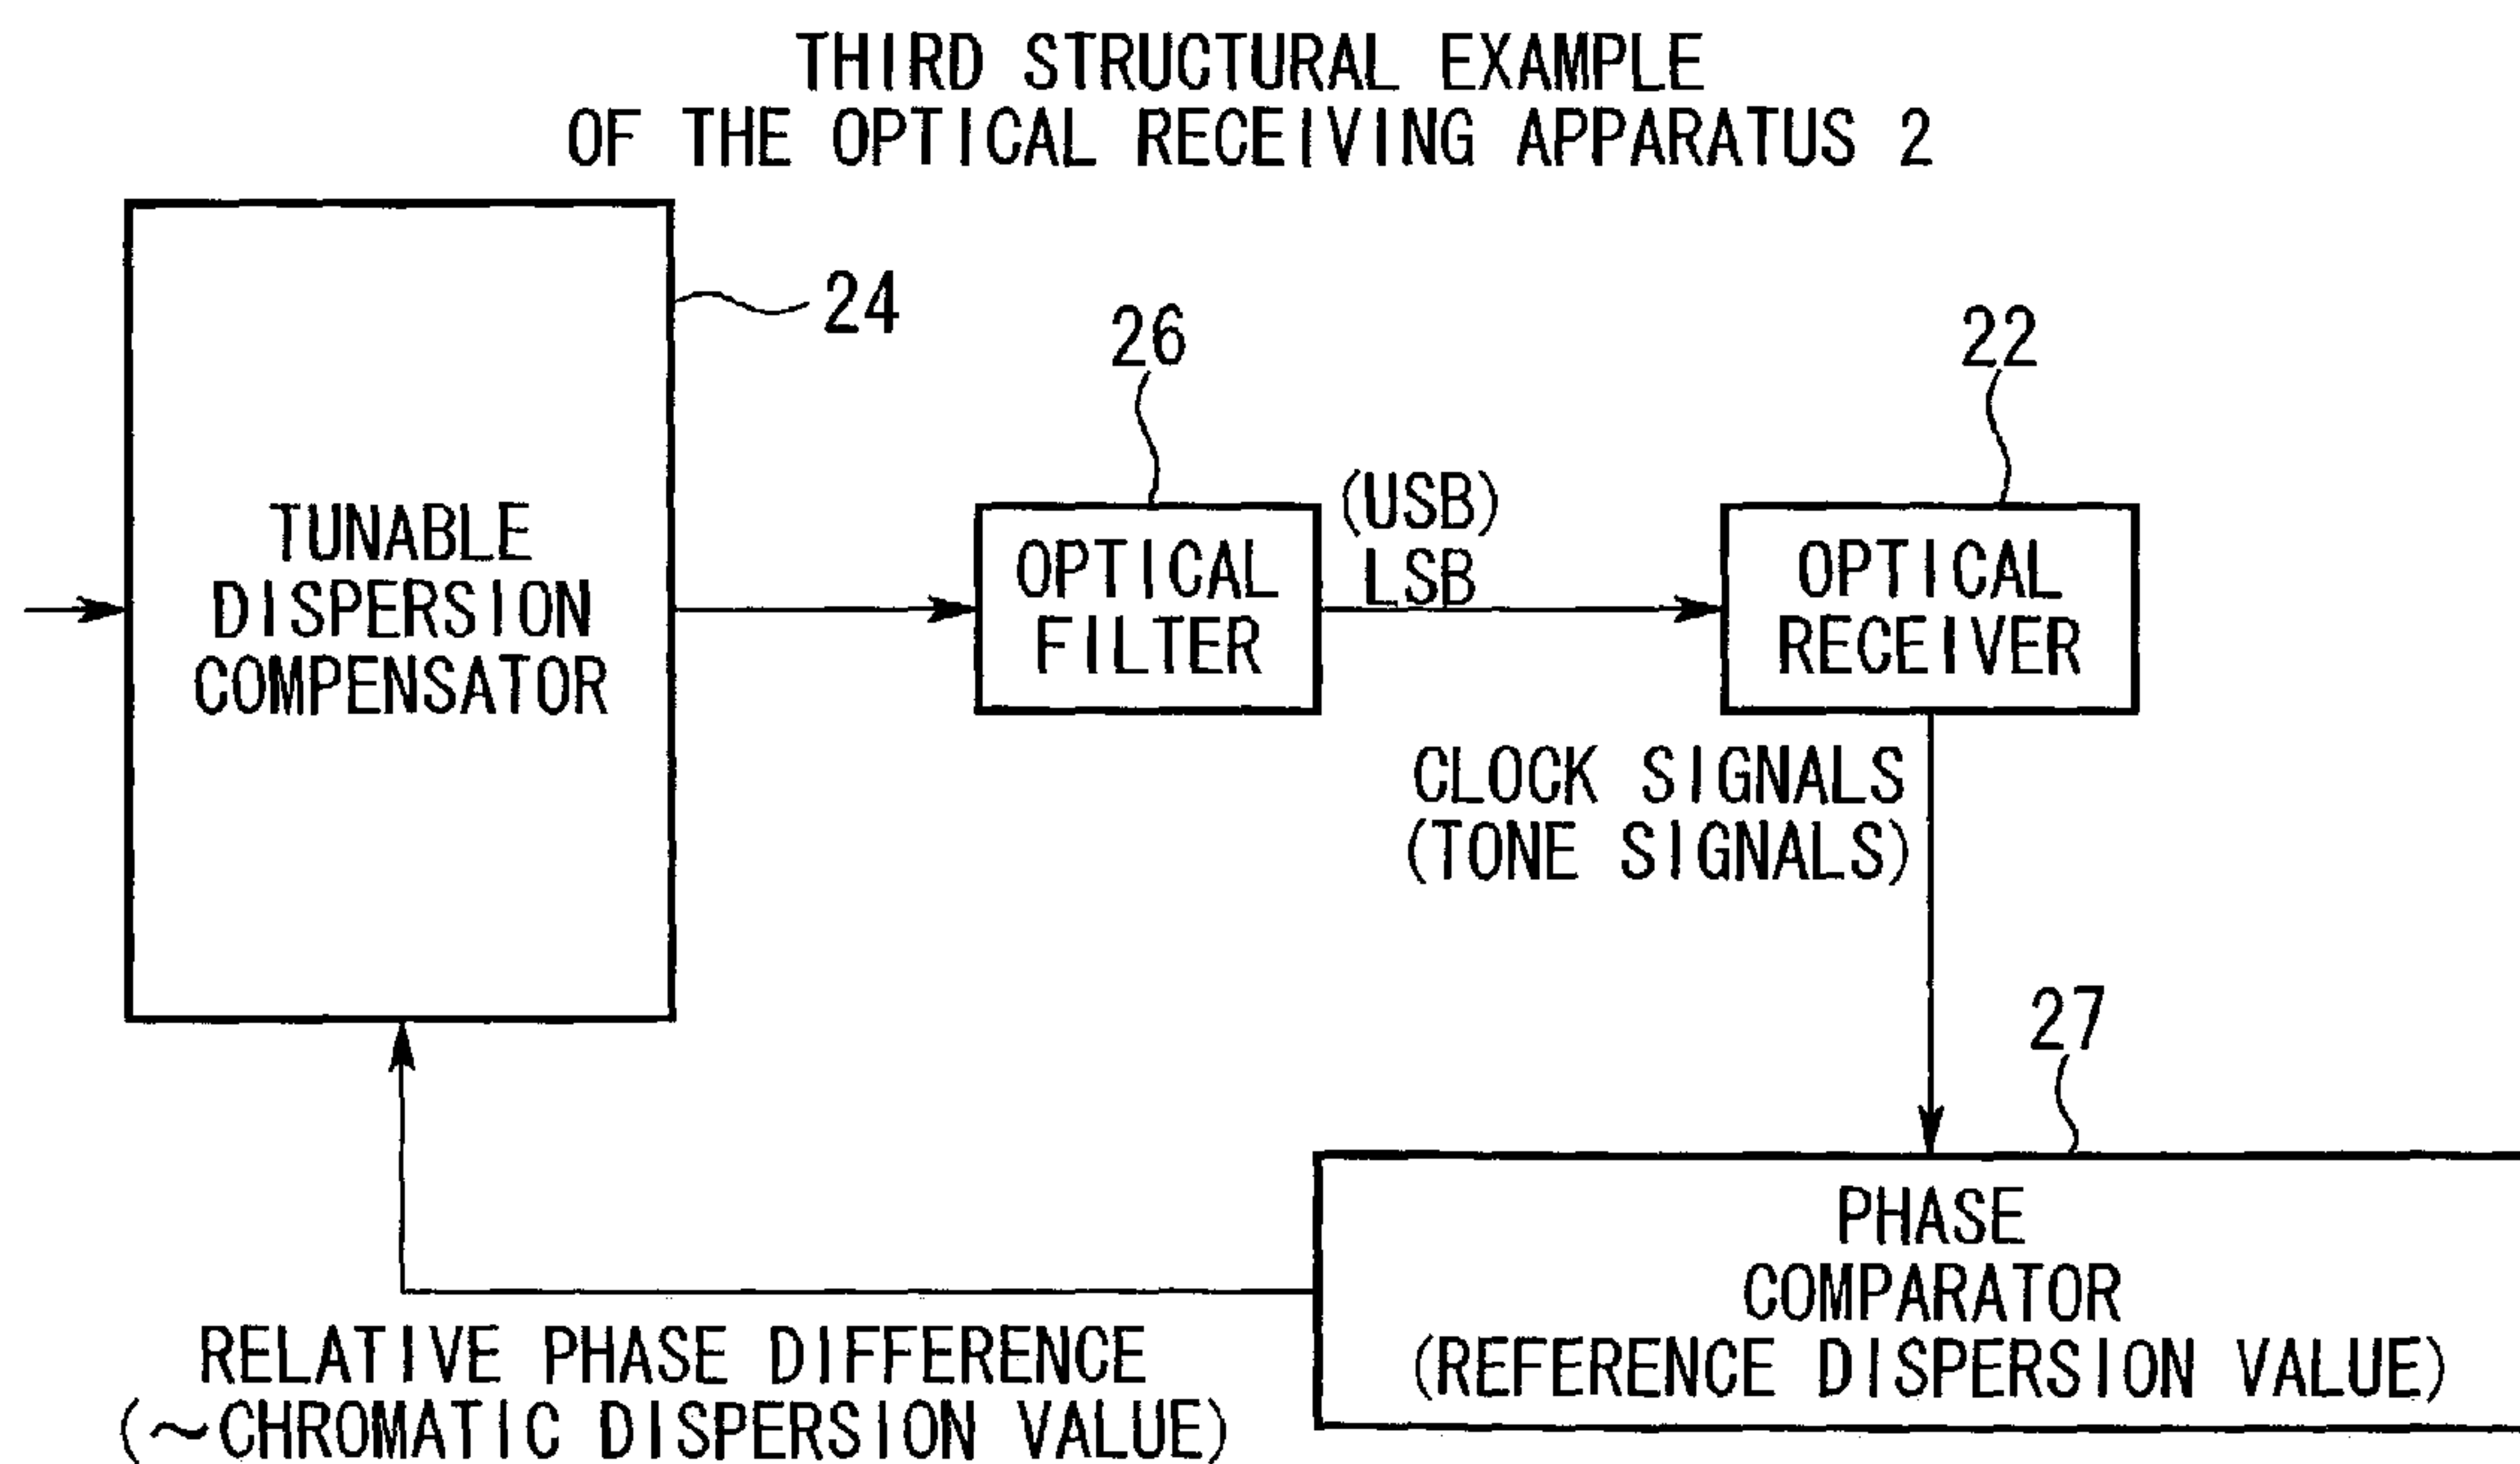 THIRD STRUCTURAL EXAMPLE
OF THE OPTICAL RECEIVING APPARATUS 2
24
26
22
TUNABLE
DISPERSION
COMPENSATOR
OPTICAL
FILTER
(USB)
LSB
OPTICAL
RECEIVER
CLOCK SIGNALS
(TONE SIGNALS)
27
PHASE
COMPARATOR
(REFERENCE DISPERSION VALUE)
RELATIVE PHASE DIFFERENCE
(~CHROMATIC DISPERSION VALUE)